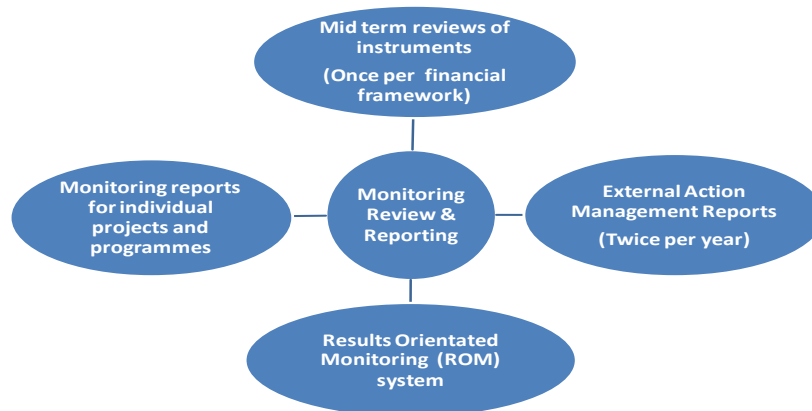 Mid term reviews of
instruments
(Once per financial
framework)
Monitoring reports
for individual
projects and
programmes
Monitoring
Review &
Reporting
External Action
Management Reports
(Twice per year)
Results Orientated
Monitoring (ROM)
system